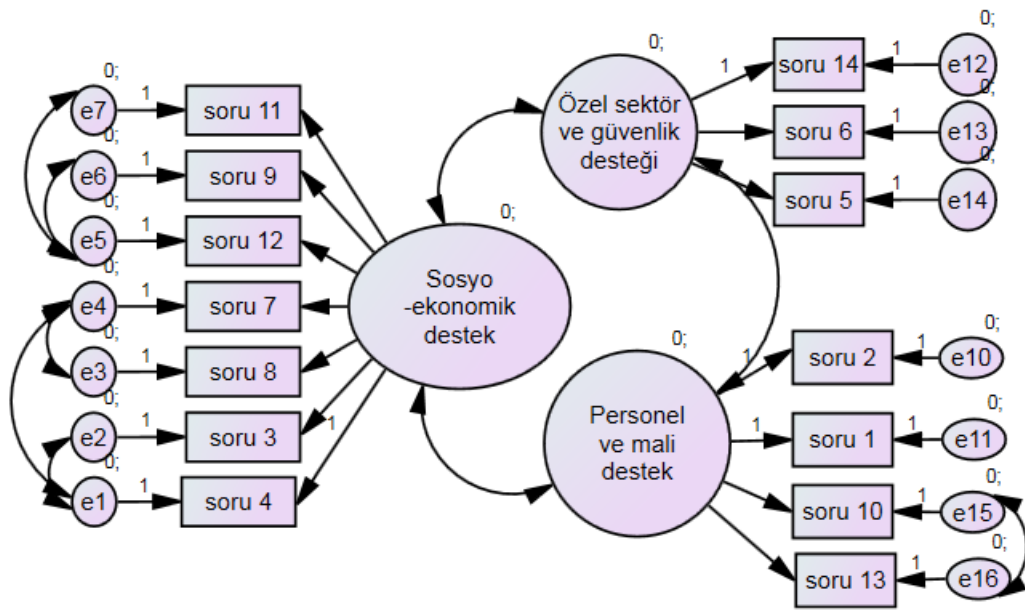 0;
e7
1
soru 11
0;
e6
1
soru 9
0;
e5
1
soru 12
0;
e4
1
soru 7
0;
e3
1
soru 8
0;
e2
1
soru 3
0;
e1
1
soru 4
1
0;
Sosyo
-ekonomik
destek
0;
Özel sektör
ve güvenlik
desteği
1
soru 14
1
0;
e12
soru 6
1
0;
e13
soru 5
1
0;
e14
0;
Personel
ve mali
destek
1
soru 2
1
0;
e10
1
soru 1
1
0;
e11
soru 10
1
0;
e15
soru 13
1
0;
e16